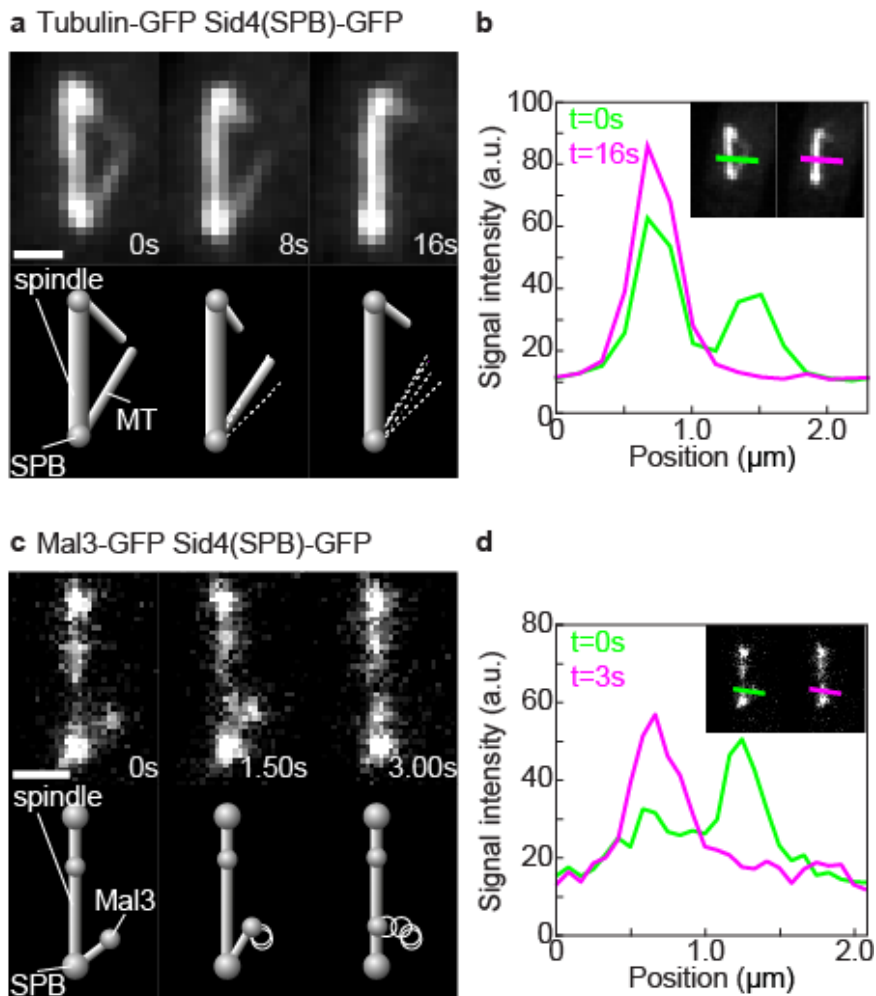 a Tubulin-GFP Sid4(SPB)-GFP
0s
8s
16s
spindle
MT
SPB
b
100
80
60
40
20
0
t=0s
t=16s
Signal intensity (a.u.)
0
1.0
2.0
Position (µm)
c Mal3-GFP Sid4(SPB)-GFP
0s
1.50s
3.00s
spindle
Mal3
SPB
d
80
60
40
20
0
t=0s
t=3s
Signal intensity (a.u.)
0
1.0
2.0
Position (µm)